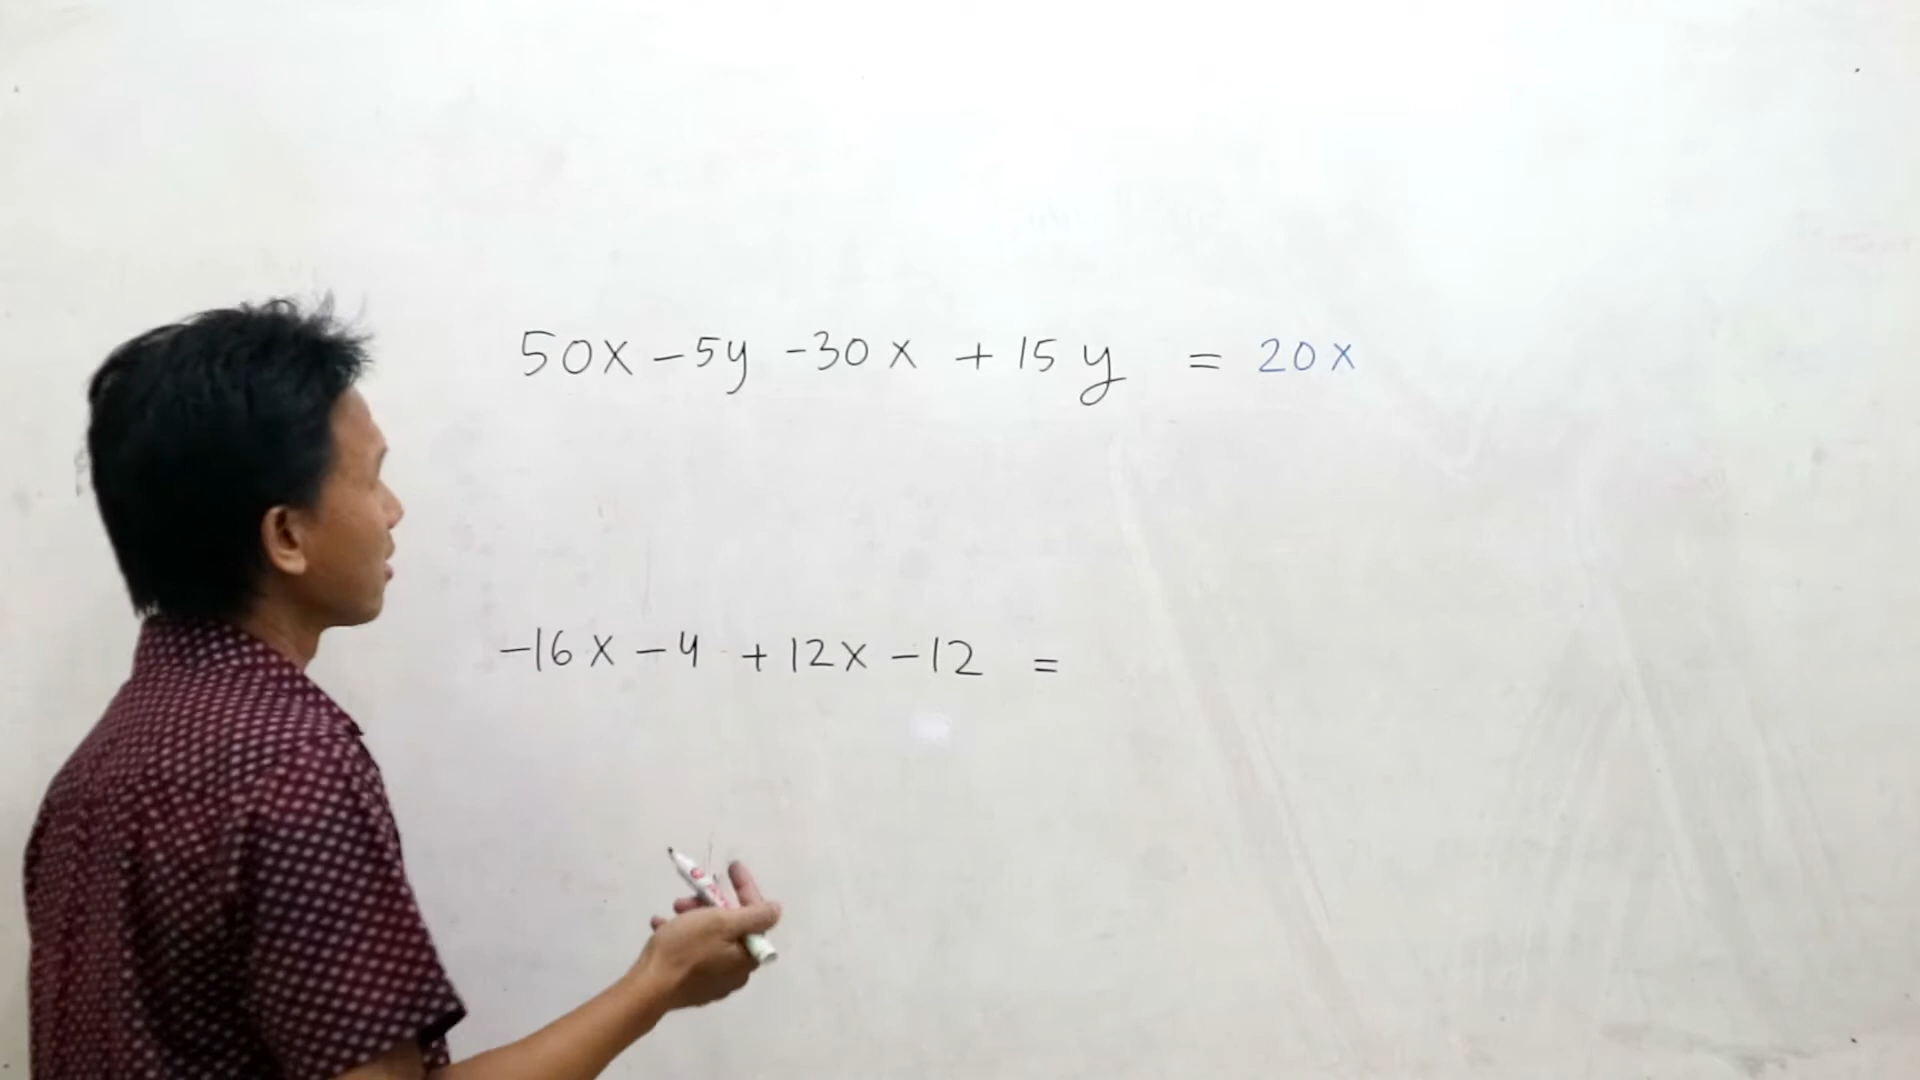 50x - 5y - 30x + 15y = 20x
-16x - 4 + 12x - 12 =